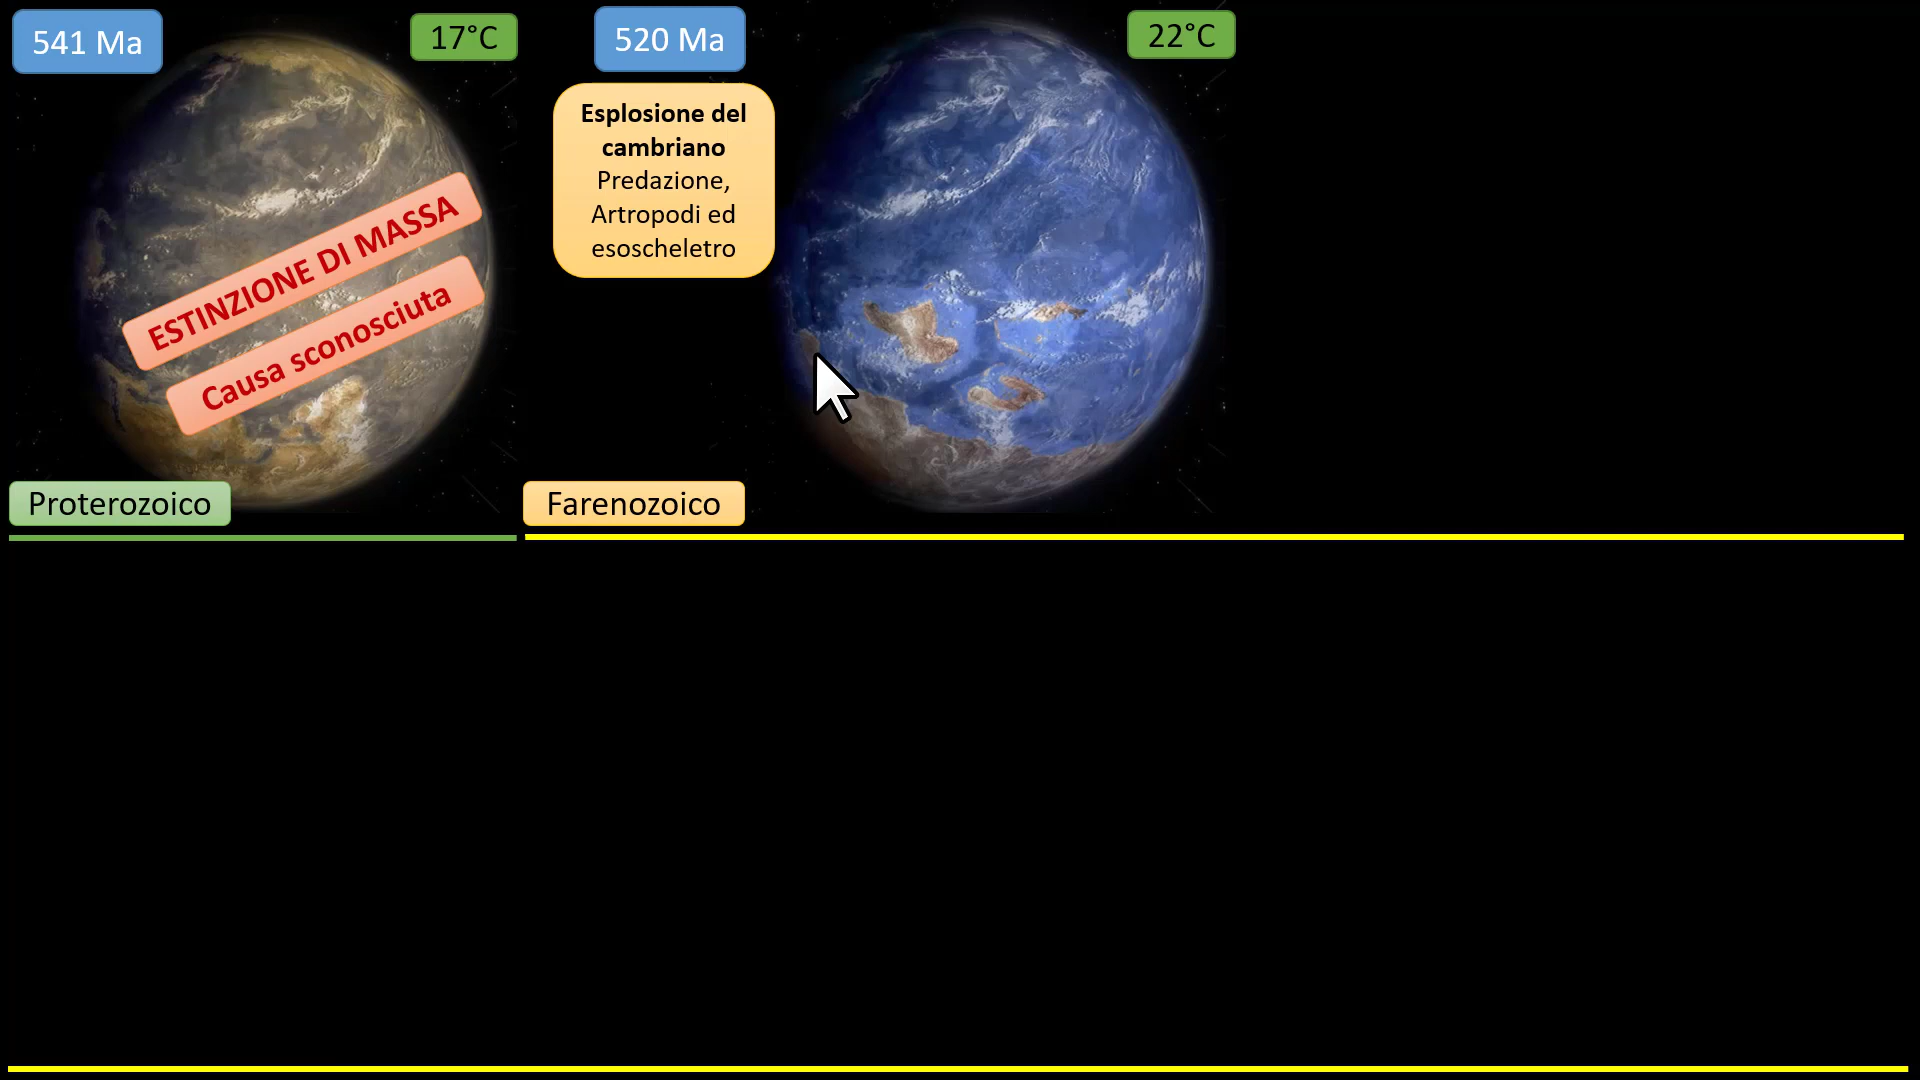 541 Ma
17°C
ESTINZIONE DI MASSA
Causa sconosciuta
Proterozoico
520 Ma
22°C
Esplosione del
cambriano
Predazione,
Artropodi ed
esoscheletro
Farenozoico